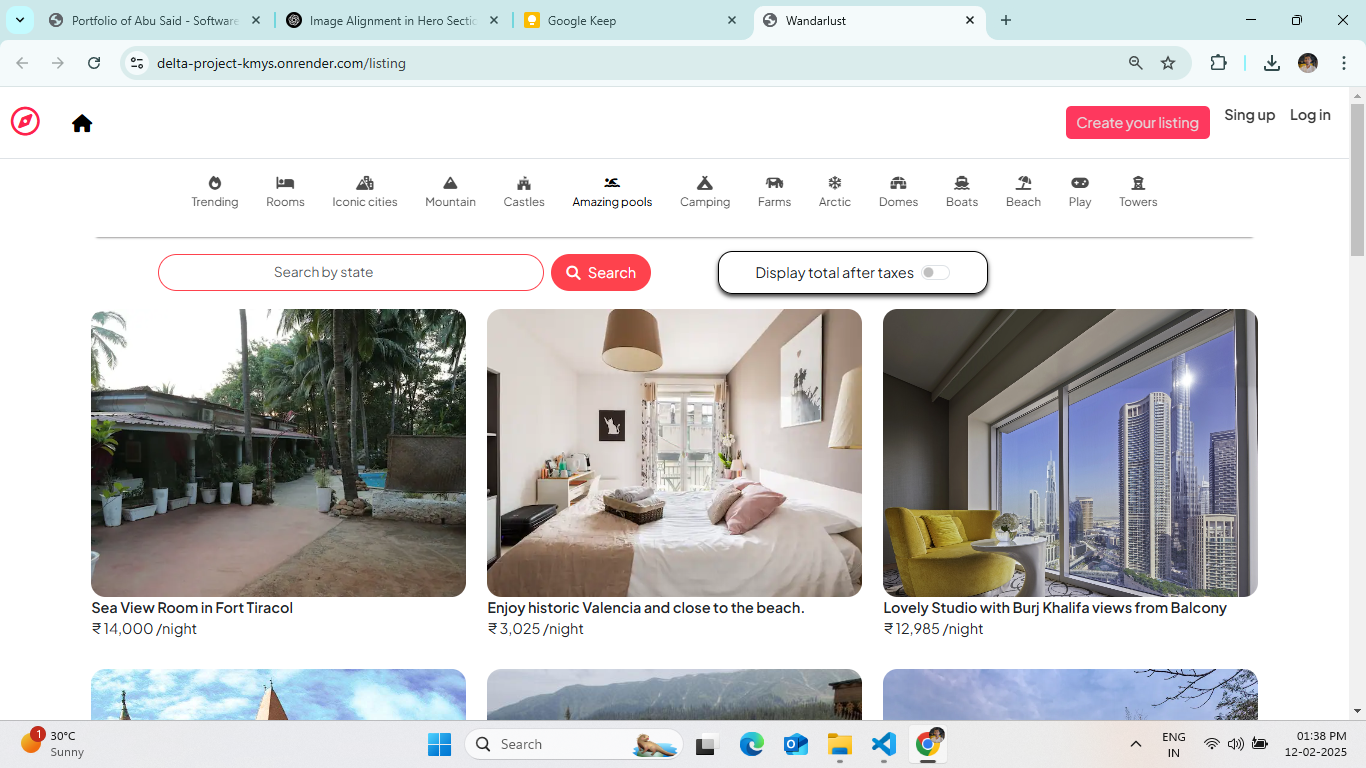 Portfolio of Abu Said - Software
Image Alignment in Hero Sectio
Google Keep
Wandarlust
delta-project-kmys.onrender.com/listing
Create your listing
Sing up
Log in
Trending
Rooms
Iconic cities
Mountain
Castles
Amazing pools
Camping
Farms
Arctic
Domes
Boats
Beach
Play
Towers
Search by state
Search
Display total after taxes
Sea View Room in Fort Tiracol
₹ 14,000 /night
Enjoy historic Valencia and close to the beach.
₹ 3,025 /night
Lovely Studio with Burj Khalifa views from Balcony
₹ 12,985 /night
1
30°C
Sunny
Search
ENG
IN
01:38 PM
12-02-2025